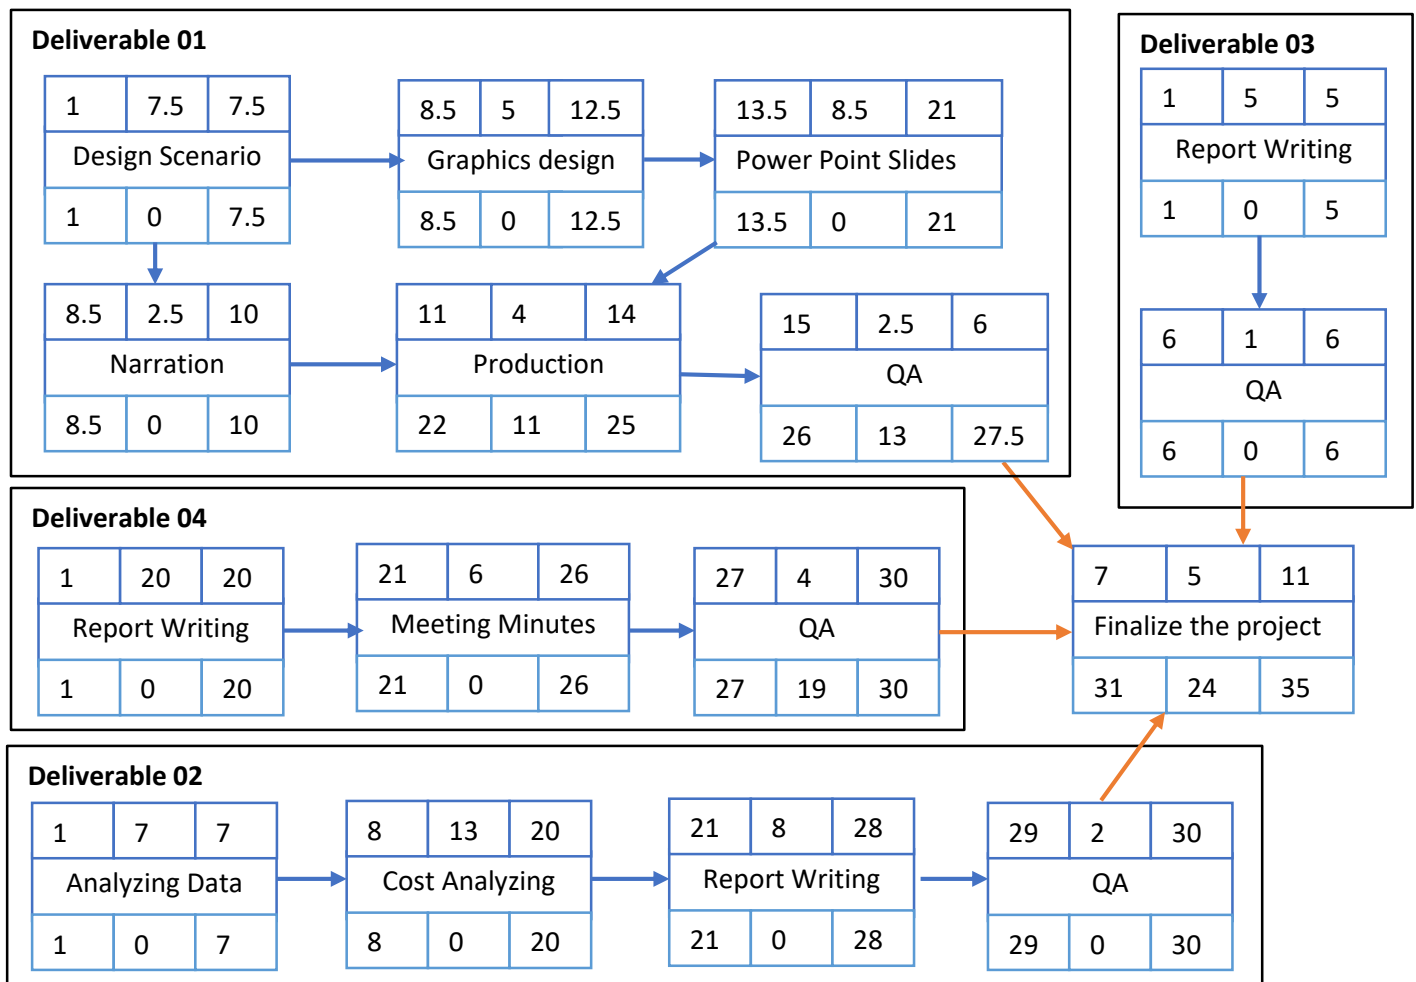 Deliverable 01
1 7.5 7.5
Design Scenario
1 0 7.5
8.5 5 12.5
Graphics design
8.5 0 12.5
13.5 8.5 21
Power Point Slides
13.5 0 21
8.5 2.5 10
Narration
8.5 0 10
11 4 14
Production
22 11 25
15 2.5 6
QA
26 13 27.5
Deliverable 03
1 5 5
Report Writing
1 0 5
6 1 6
QA
6 0 6
Deliverable 04
1 20 20
Report Writing
1 0 20
21 6 26
Meeting Minutes
21 0 26
27 4 30
QA
27 19 30
7 5 11
Finalize the project
31 24 35
Deliverable 02
1 7 7
Analyzing Data
1 0 7
8 13 20
Cost Analyzing
8 0 20
21 8 28
Report Writing
21 0 28
29 2 30
QA
29 0 30